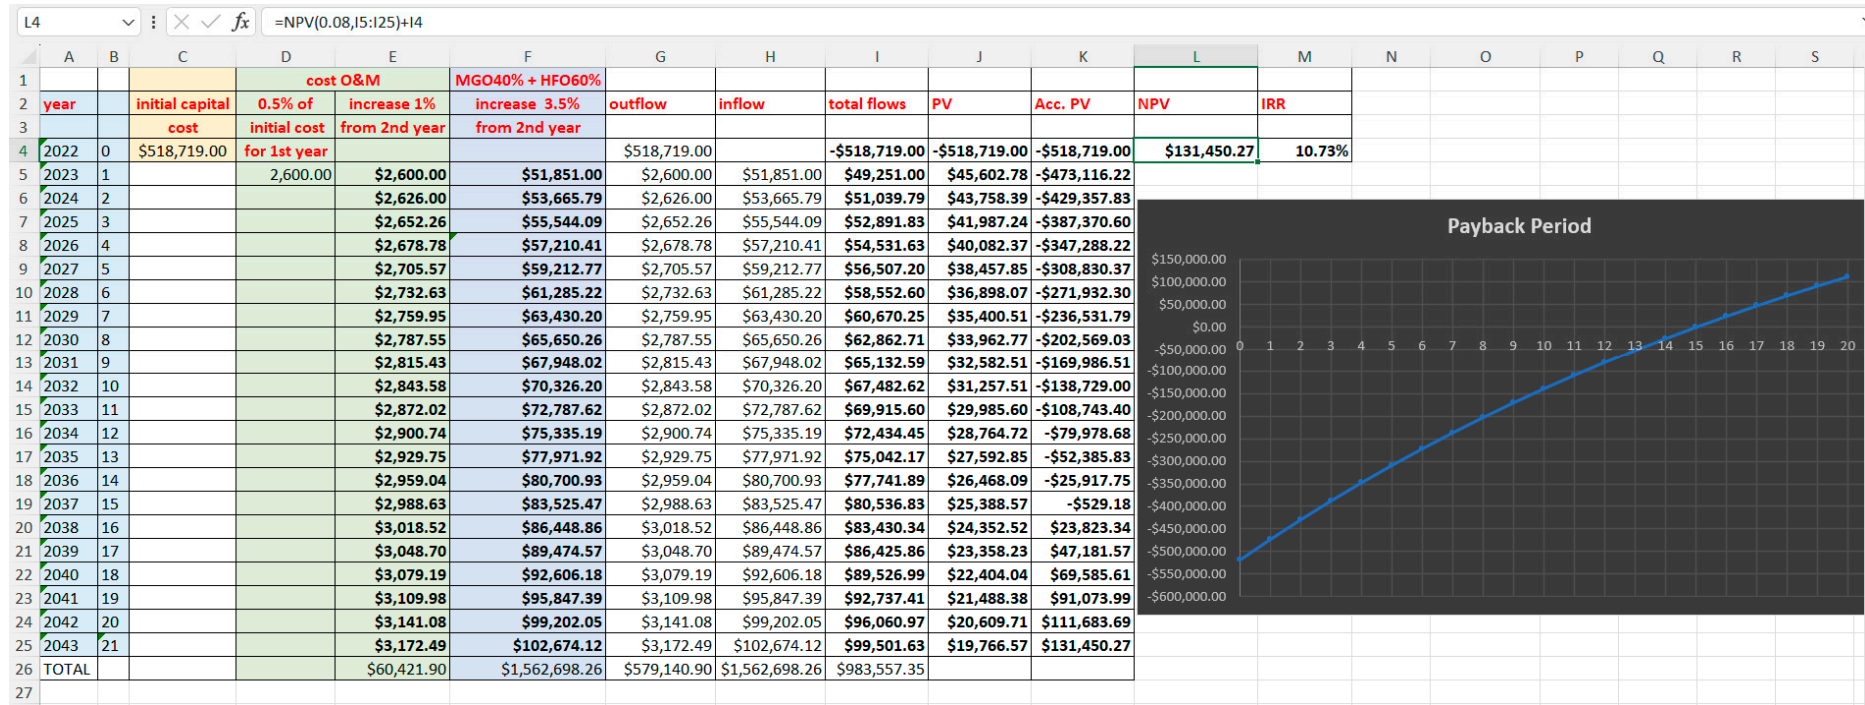 L4 fx =NPV(0.08,I5:I25)+I4
A B C D E F G H I J K L M N O P Q R S
1 cost O&M MGO40% + HFO60%
2 year initial capital 0.5% of increase 1% increase 3.5% outflow inflow total flows PV Acc. PV NPV IRR
3 cost initial cost from 2nd year from 2nd year
4 2022 0 $518,719.00 for 1st year $518,719.00 -$518,719.00 -$518,719.00 -$518,719.00 $131,450.27 10.73%
5 2023 1 2,600.00 $2,600.00 $51,851.00 $2,600.00 $51,851.00 $49,251.00 $45,602.78 -$473,116.22
6 2024 2 $2,626.00 $53,665.79 $2,626.00 $53,665.79 $51,039.79 $43,758.39 -$429,357.83
7 2025 3 $2,652.26 $55,544.09 $2,652.26 $55,544.09 $52,891.83 $41,987.24 -$387,370.60
8 2026 4 $2,678.78 $57,210.41 $2,678.78 $57,210.41 $54,531.63 $40,082.37 -$347,288.22
9 2027 5 $2,705.57 $59,212.77 $2,705.57 $59,212.77 $56,507.20 $38,457.85 -$308,830.37
10 2028 6 $2,732.63 $61,285.22 $2,732.63 $61,285.22 $58,552.60 $36,898.07 -$271,932.30
11 2029 7 $2,759.95 $63,430.20 $2,759.95 $63,430.20 $60,670.25 $35,400.51 -$236,531.79
12 2030 8 $2,787.55 $65,650.26 $2,787.55 $65,650.26 $62,862.71 $33,962.77 -$202,569.03
13 2031 9 $2,815.43 $67,948.02 $2,815.43 $67,948.02 $65,132.59 $32,582.51 -$169,986.51
14 2032 10 $2,843.58 $70,326.20 $2,843.58 $70,326.20 $67,482.62 $31,257.51 -$138,729.00
15 2033 11 $2,872.02 $72,787.62 $2,872.02 $72,787.62 $69,915.60 $29,985.60 -$108,743.40
16 2034 12 $2,900.74 $75,335.19 $2,900.74 $75,335.19 $72,434.45 $28,764.72 -$79,978.68
17 2035 13 $2,929.75 $77,971.92 $2,929.75 $77,971.92 $75,042.17 $27,592.85 -$52,385.83
18 2036 14 $2,959.04 $80,700.93 $2,959.04 $80,700.93 $77,741.89 $26,468.09 -$25,917.75
19 2037 15 $2,988.63 $83,525.47 $2,988.63 $83,525.47 $80,536.83 $25,388.57 -$529.18
20 2038 16 $3,018.52 $86,448.86 $3,018.52 $86,448.86 $83,430.34 $24,352.52 $23,823.34
21 2039 17 $3,048.70 $89,474.57 $3,048.70 $89,474.57 $86,425.86 $23,358.23 $47,181.57
22 2040 18 $3,079.19 $92,606.18 $3,079.19 $92,606.18 $89,526.99 $22,404.04 $69,585.61
23 2041 19 $3,109.98 $95,847.39 $3,109.98 $95,847.39 $92,737.41 $21,488.38 $91,073.99
24 2042 20 $3,141.08 $99,202.05 $3,141.08 $99,202.05 $96,060.97 $20,609.71 $111,683.69
25 2043 21 $3,172.49 $102,674.12 $3,172.49 $102,674.12 $99,501.63 $19,766.57 $131,450.27
26 TOTAL $60,421.90 $1,562,698.26 $579,140.90 $1,562,698.26 $983,557.35
27
Payback Period
$150,000.00
$100,000.00
$50,000.00
$0.00
-$50,000.00 0 1 2 3 4 5 6 7 8 9 10 11 12 13 14 15 16 17 18 19 20
-$100,000.00
-$150,000.00
-$200,000.00
-$250,000.00
-$300,000.00
-$350,000.00
-$400,000.00
-$450,000.00
-$500,000.00
-$550,000.00
-$600,000.00